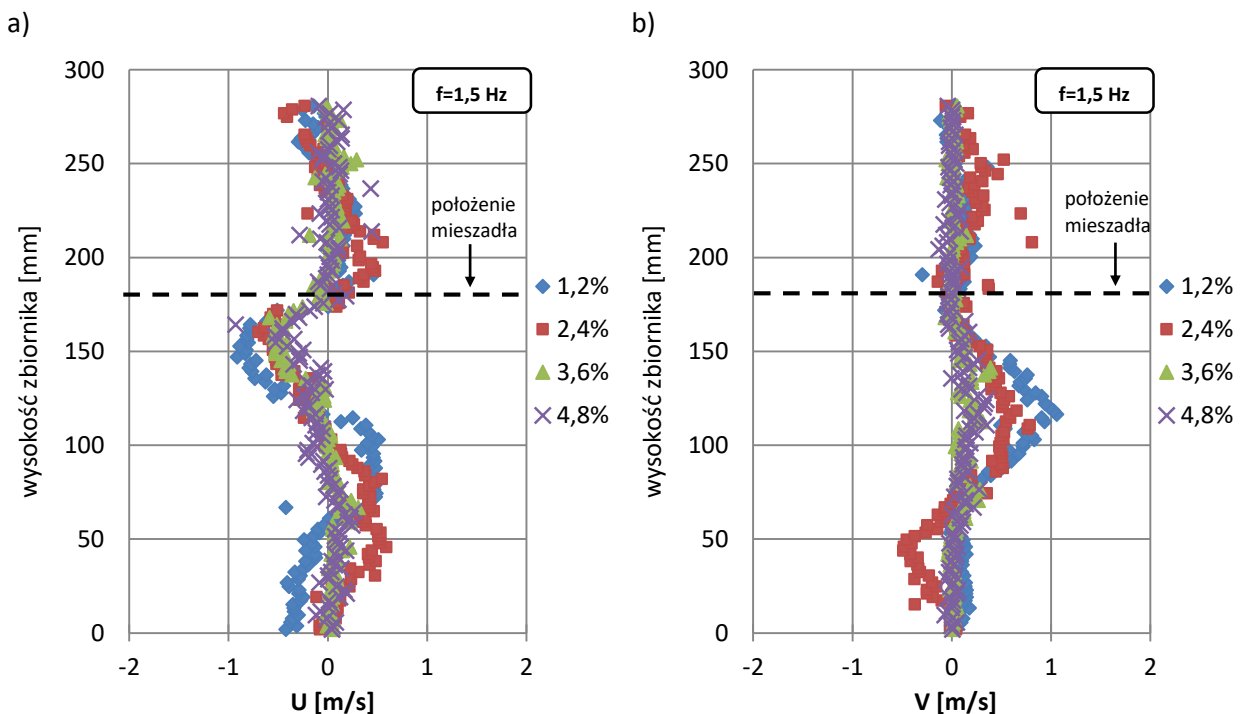 a)
wysokość zbiornika [mm]
300
250
200
150
100
50
0
-2 -1 0 1 2
U [m/s]
f=1,5 Hz
położenie
mieszadła
1,2%
2,4%
3,6%
4,8%
b)
wysokość zbiornika [mm]
300
250
200
150
100
50
0
-2 -1 0 1 2
V [m/s]
f=1,5 Hz
położenie
mieszadła
1,2%
2,4%
3,6%
4,8%